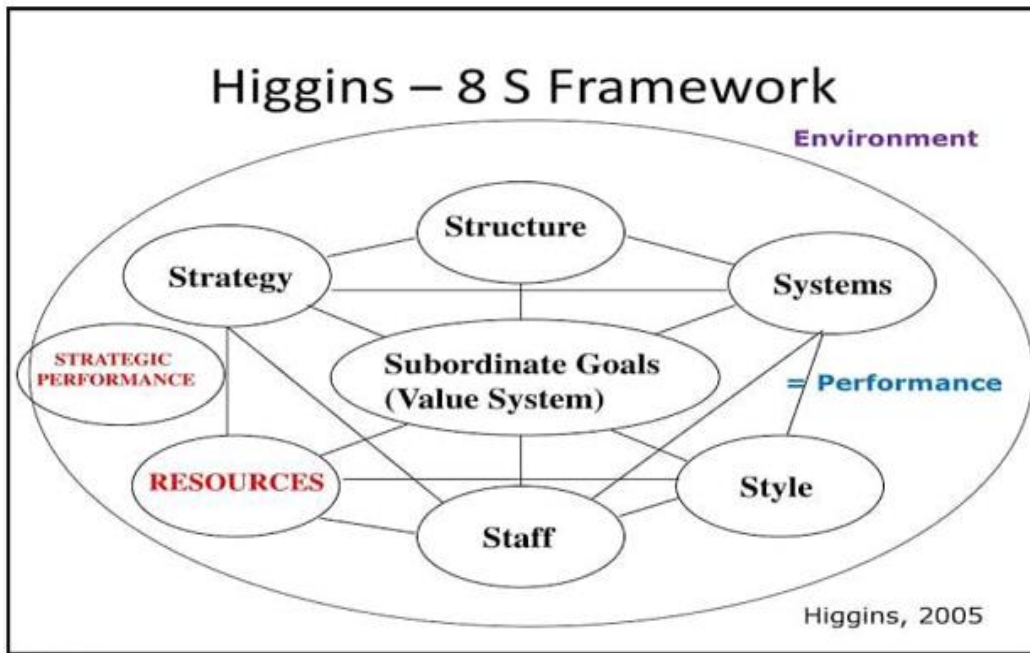 Higgins – 8 S Framework
Environment
Structure
Strategy
Systems
STRATEGIC
PERFORMANCE
Subordinate Goals
(Value System)
= Performance
RESOURCES
Style
Staff
Higgins, 2005